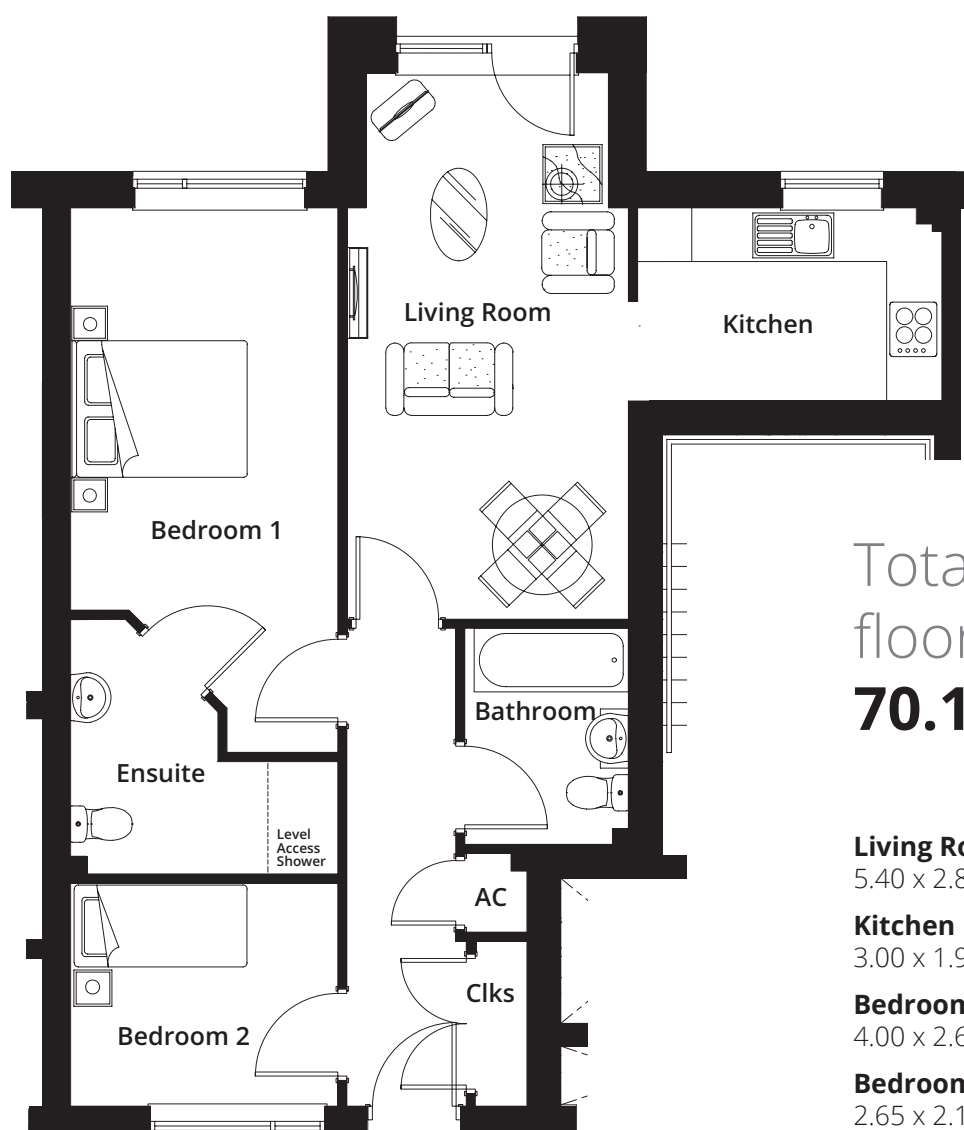 Living Room
Kitchen
Bedroom 1
Bathroom
Ensuite
Level
Access
Shower
AC
Clks
Bedroom 2
Tota
floor
70.1
Living Ro
5.40 x 2.8
Kitchen
3.00 x 1.9
Bedroom
4.00 x 2.6
Bedroom
2.65 x 2.1